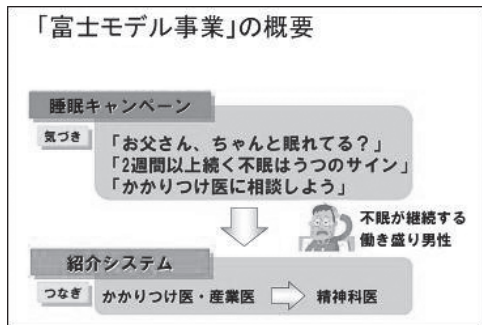 「富士モデル事業」の概要
睡眠キャンペーン
気づき
「お父さん、ちゃんと眠れてる？」
「2週間以上続く不眠はうつのサイン」
「かかりつけ医に相談しよう」
不眠が継続する
働き盛り男性
紹介システム
つなぎ
かかりつけ医・産業医
精神科医